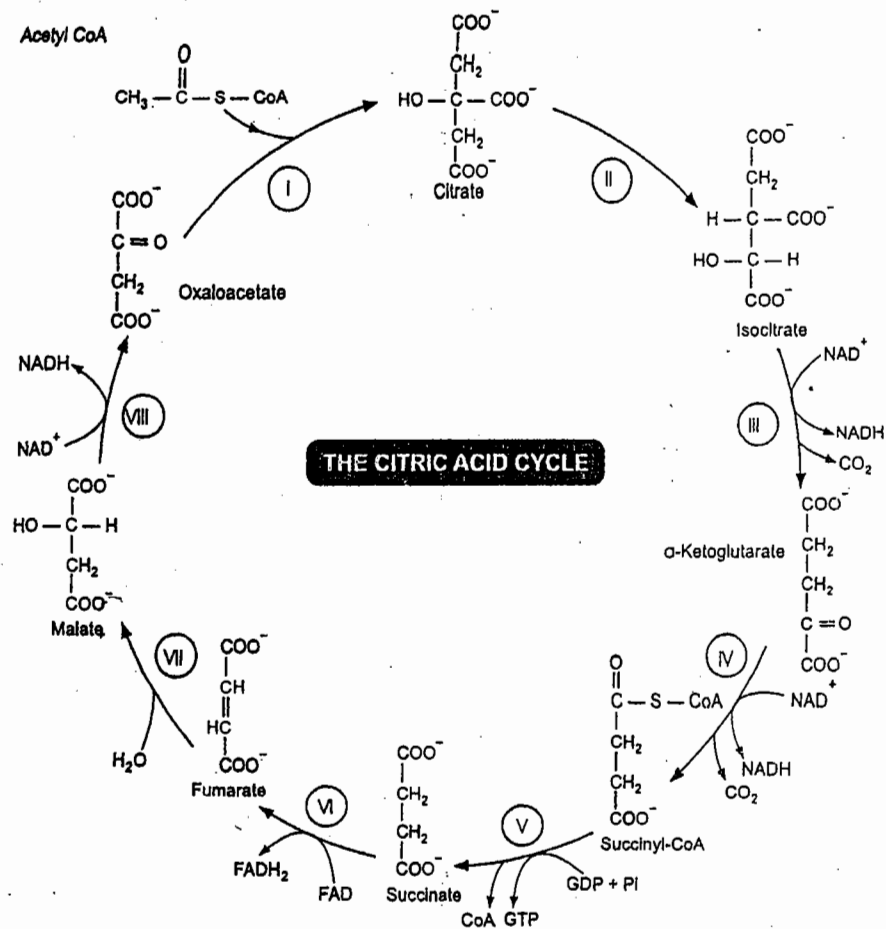 Acetyl CoA
O
CH₃ — C — S — CoA
COO⁻
CH₂
HO — C — COO⁻
CH₂
COO⁻
Citrate
I
II
COO⁻
CH₂
H — C — COO⁻
HO — C — H
COO⁻
Isocitrate
COO⁻
C = O
CH₂
COO⁻
Oxaloacetate
NADH
NAD⁺
VIII
THE CITRIC ACID CYCLE
NAD⁺
III
NADH
CO₂
COO⁻
HO — C — H
CH₂
COO⁻
Malate
α-Ketoglutarate
COO⁻
CH₂
CH₂
C = O
COO⁻
VII
H₂O
COO⁻
CH
HC
COO⁻
Fumarate
IV
NAD⁺
NADH
CO₂
O
C — S — CoA
CH₂
CH₂
COO⁻
Succinyl-CoA
VI
FADH₂
FAD
COO⁻
CH₂
CH₂
COO⁻
Succinate
V
GDP + Pi
CoA GTP